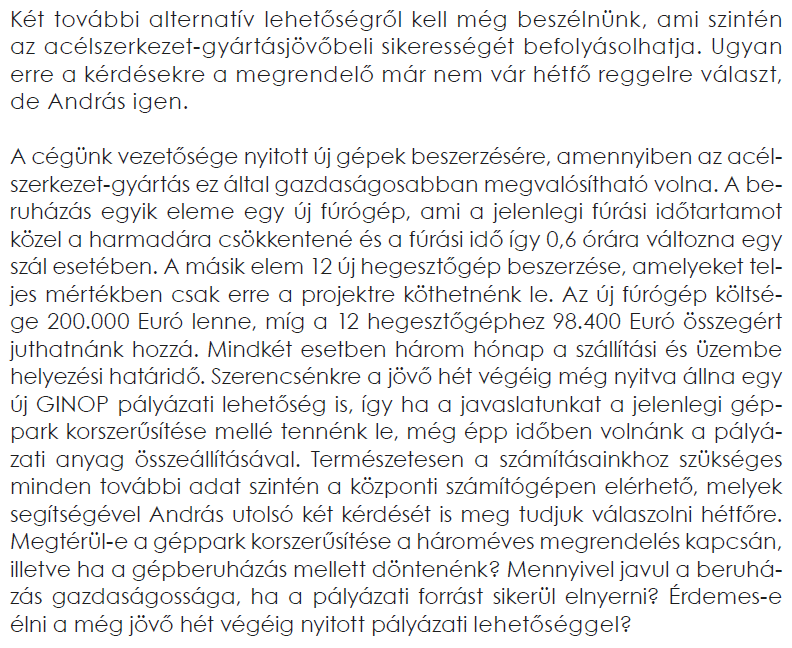 Két további alternatív lehetőségről kell még beszélnünk, ami szintén
az acélszerkezet-gyártásjövőbeli sikerességét befolyásolhatja. Ugyan
erre a kérdésekre a megrendelő már nem vár hétfő reggelre választ,
de András igen.
A cégünk vezetősége nyitott új gépek beszerzésére, amennyiben az acél-
szerkezet-gyártás ez által gazdaságosabban megvalósítható volna. A be-
ruházás egyik eleme egy új fúrógép, ami a jelenlegi fúrási időtartamot
közel a harmadára csökkentené és a fúrási idő így 0,6 órára változna egy
szál esetében. A másik elem 12 új hegesztőgép beszerzése, amelyeket tel-
jes mértékben csak erre a projektre köthetnénk le. Az új fúrógép költsé-
ge 200.000 Euró lenne, míg a 12 hegesztőgéphez 98.400 Euró összegért
juthatnánk hozzá. Mindkét esetben három hónap a szállítási és üzembe
helyezési határidő. Szerencsénkre a jövő hét végéig még nyitva állna egy
új GINOP pályázati lehetőség is, így ha a javaslatunkat a jelenlegi gép-
park korszerűsítése mellé tennénk le, még épp időben volnánk a pályá-
zati anyag összeállításával. Természetesen a számításainkhoz szükséges
minden további adat szintén a központi számítógépen elérhető, melyek
segítségével András utolsó két kérdését is meg tudjuk válaszolni hétfőre.
Megtérül-e a géppark korszerűsítése a hároméves megrendelés kapcsán,
illetve ha a gépberuházás mellett döntenénk? Mennyivel javul a beruhá-
zás gazdaságossága, ha a pályázati forrást sikerül elnyerni? Érdemes-e
élni a még jövő hét végéig nyitott pályázati lehetőséggel?